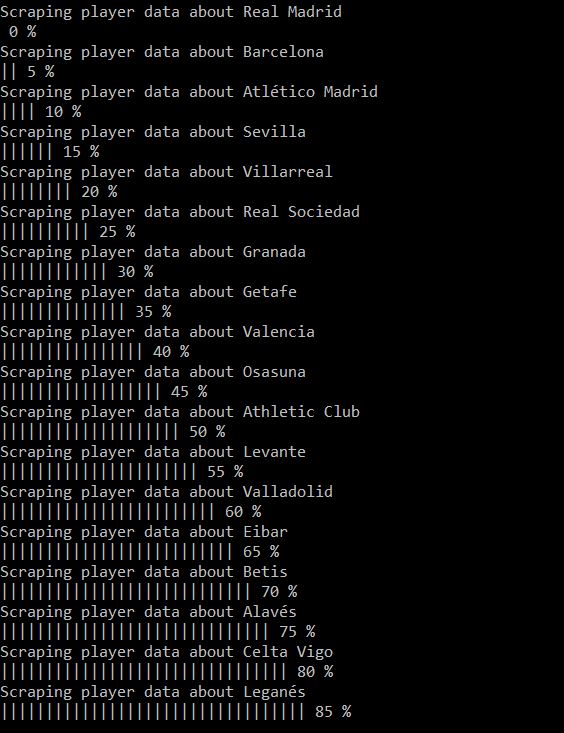 Scraping player data about Real Madrid
 0 %
Scraping player data about Barcelona
|| 5 %
Scraping player data about Atlético Madrid
|||| 10 %
Scraping player data about Sevilla
|||||| 15 %
Scraping player data about Villarreal
|||||||| 20 %
Scraping player data about Real Sociedad
|||||||||| 25 %
Scraping player data about Granada
|||||||||||| 30 %
Scraping player data about Getafe
|||||||||||||| 35 %
Scraping player data about Valencia
|||||||||||||||| 40 %
Scraping player data about Osasuna
|||||||||||||||||| 45 %
Scraping player data about Athletic Club
|||||||||||||||||||| 50 %
Scraping player data about Levante
|||||||||||||||||||||| 55 %
Scraping player data about Valladolid
|||||||||||||||||||||||| 60 %
Scraping player data about Eibar
|||||||||||||||||||||||||| 65 %
Scraping player data about Betis
|||||||||||||||||||||||||||| 70 %
Scraping player data about Alavés
|||||||||||||||||||||||||||||| 75 %
Scraping player data about Celta Vigo
|||||||||||||||||||||||||||||||| 80 %
Scraping player data about Leganés
|||||||||||||||||||||||||||||||||| 85 %